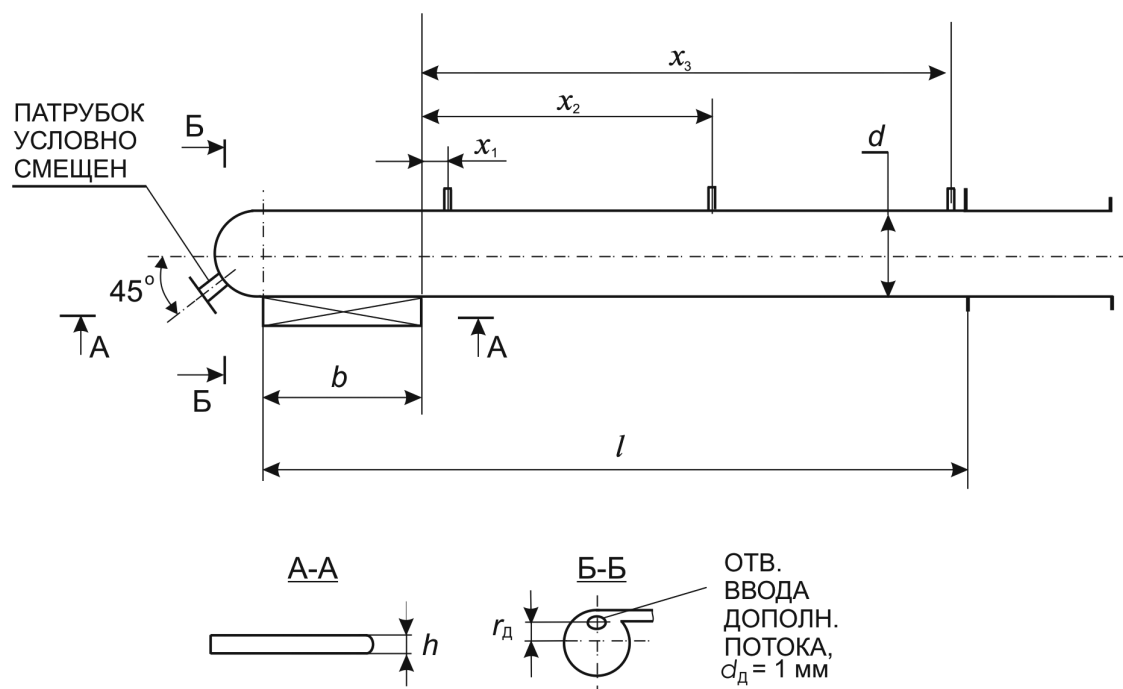 x₃
x₂
ПАТРУБОК
УСЛОВНО
СМЕЩЕН
Б
x₁
d
45°
А
А
Б
b
l
А-А
Б-Б
ОТВ.
ВВОДА
ДОПОЛН.
ПОТОКА,
dд = 1 мм
h
rд